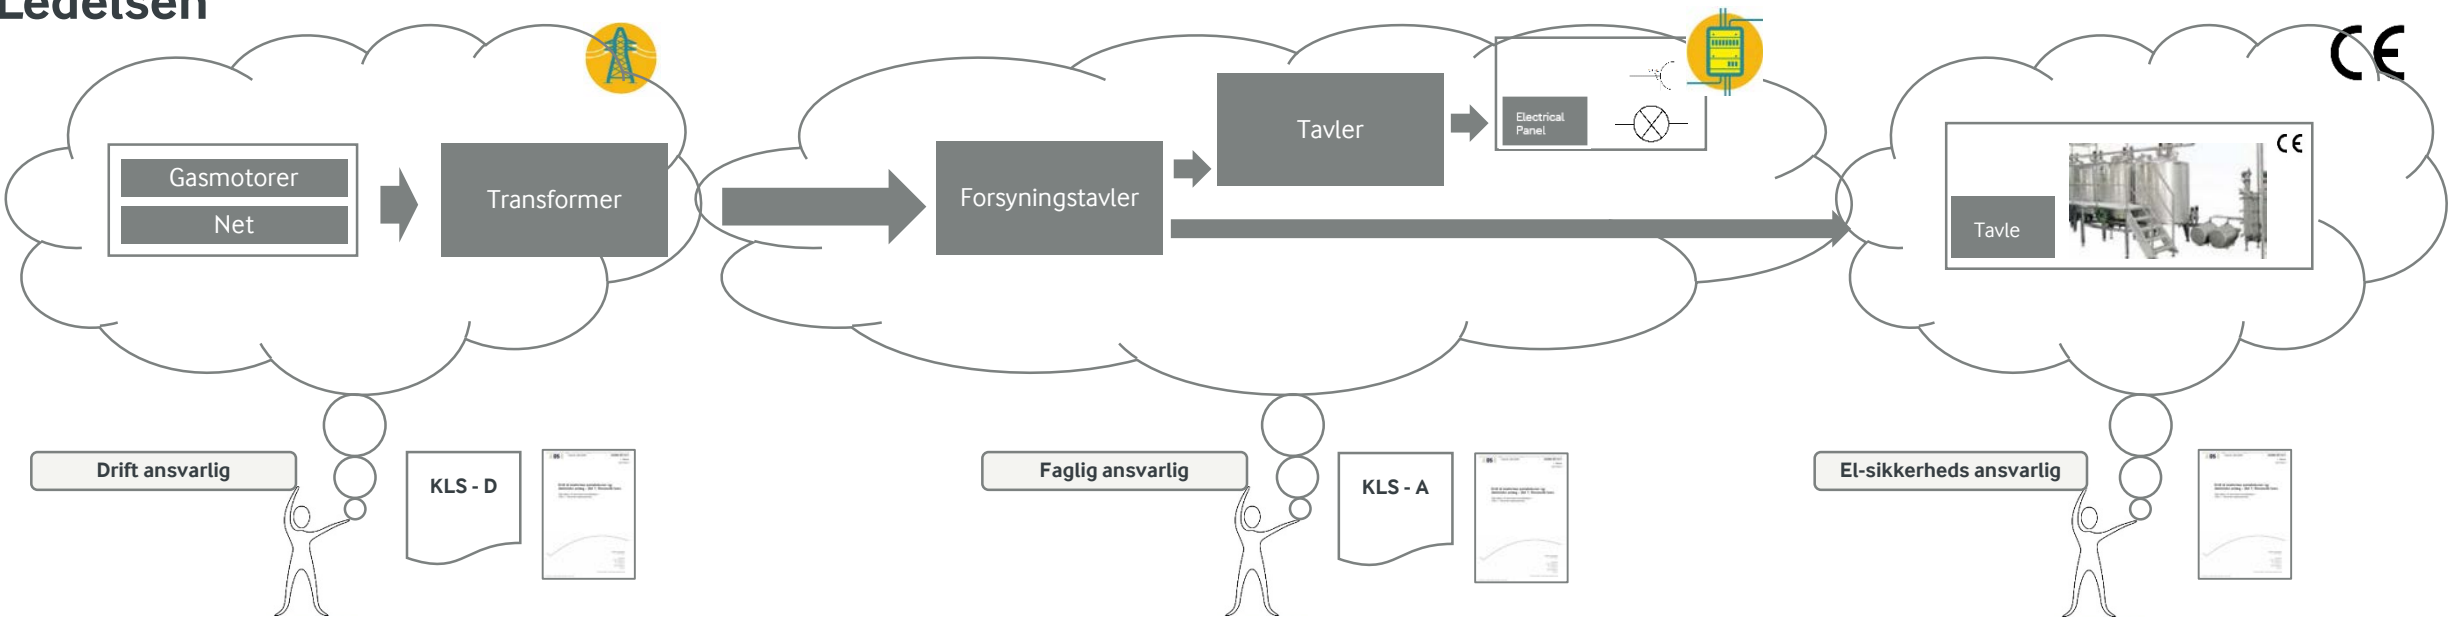 Ledelsen
Gasmotorer
Net
Transformer
Forsyningstavler
Tavler
Electrical
Panel
CE
CE
Tavle
Drift ansvarlig
KLS - D
Faglig ansvarlig
KLS - A
El-sikkerheds ansvarlig